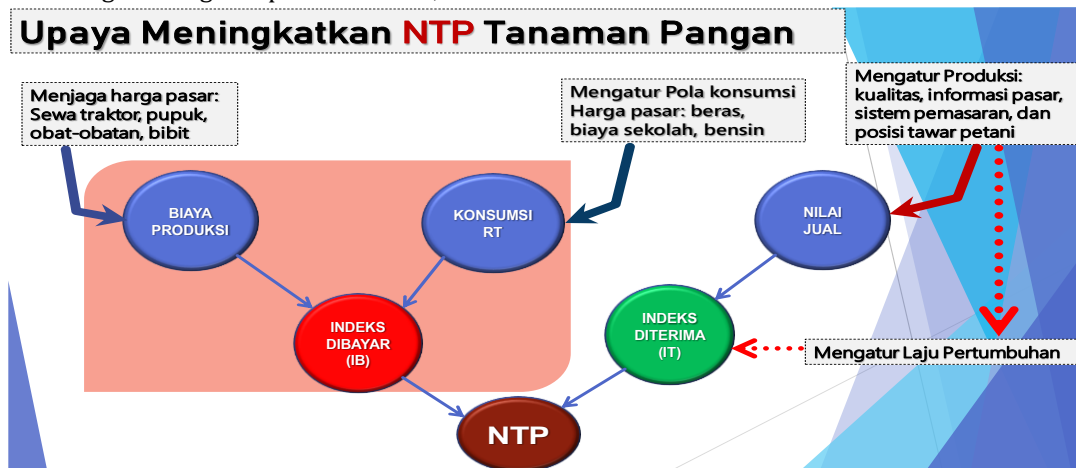 Upaya Meningkatkan NTP Tanaman Pangan
Menjaga harga pasar:
Sewa traktor, pupuk,
obat-obatan, bibit
Mengatur Pola konsumsi
Harga pasar: beras,
biaya sekolah, bensin
Mengatur Produksi:
kualitas, informasi pasar,
sistem pemasaran, dan
posisi tawar petani
BIAYA
PRODUKSI
KONSUMSI
RT
NILAI
JUAL
INDEKS
DIBAYAR
(IB)
INDEKS
DITERIMA
(IT)
Mengatur Laju Pertumbuhan
NTP